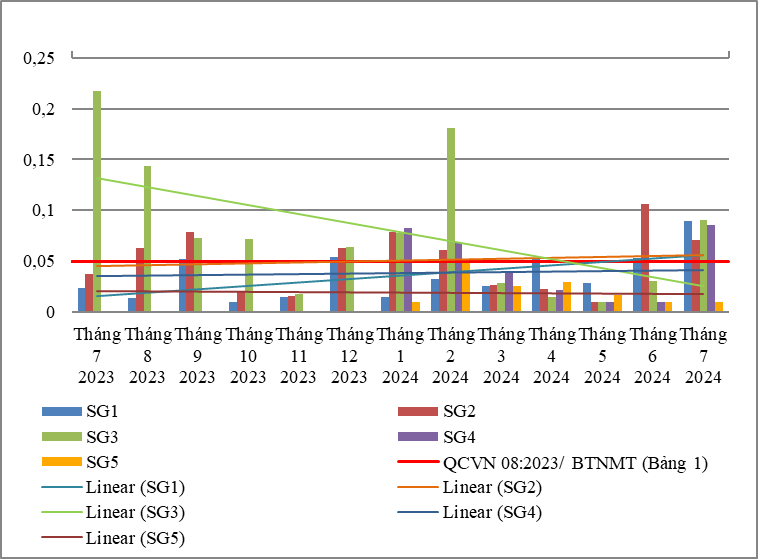 0,25
0,2
0,15
0,1
0,05
0
Tháng Tháng Tháng Tháng Tháng Tháng Tháng Tháng Tháng Tháng Tháng Tháng Tháng
7 8 9 10 11 12 1 2 3 4 5 6 7
2023 2023 2023 2023 2023 2023 2024 2024 2024 2024 2024 2024 2024
SG1 SG2
SG3 SG4
SG5 QCVN 08:2023/ BTNMT (Bảng 1)
Linear (SG1) Linear (SG2)
Linear (SG3) Linear (SG4)
Linear (SG5)